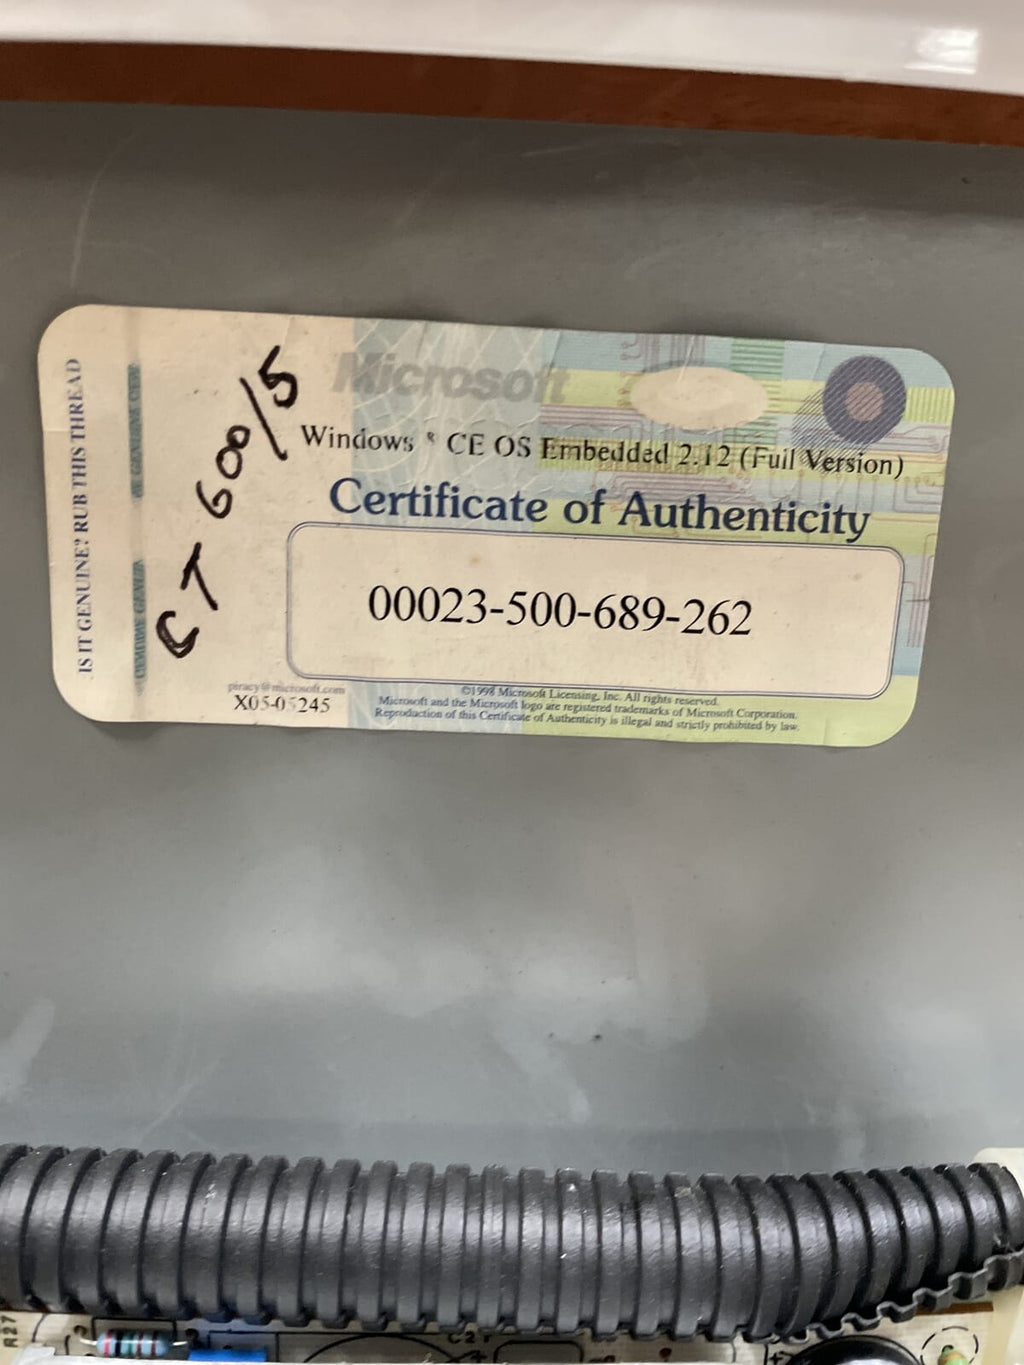 IS IT GENUINE? RUB THIS THREAD
CT 600/5
Microsoft
Windows ® CE OS Embedded 2.12 (Full Version)
Certificate of Authenticity
00023-500-689-262
piracy@microsoft.com
X05-05245
©1998 Microsoft Licensing, Inc. All rights reserved.
Microsoft and the Microsoft logo are registered trademarks of Microsoft Corporation.
Reproduction of this Certificate of Authenticity is illegal and strictly prohibited by law.
R27